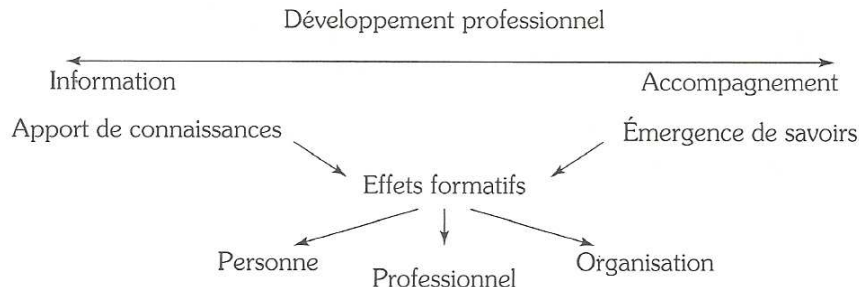 Développement professionnel
Information Accompagnement
Apport de connaissances Émergence de savoirs
Effets formatifs
Personne Professionnel Organisation